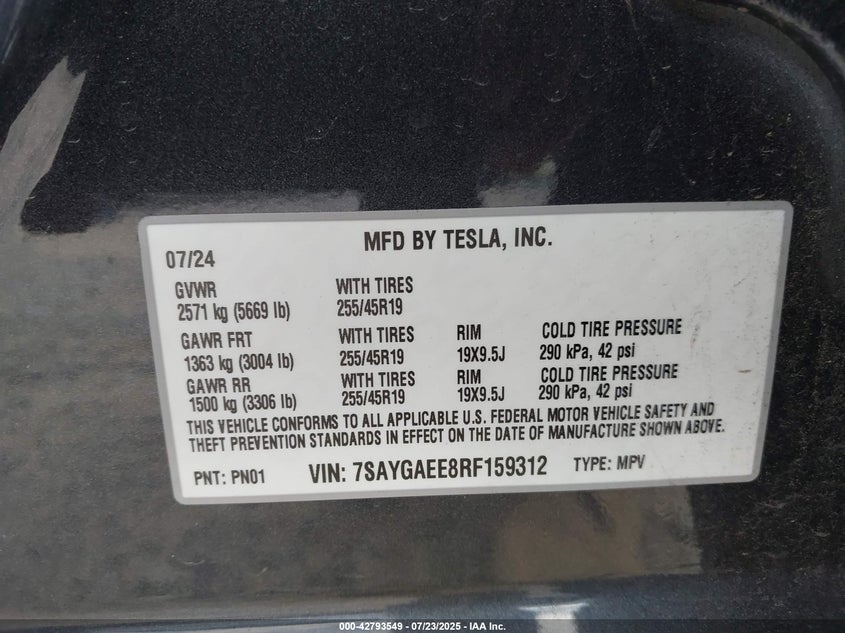 MFD BY TESLA, INC.
07/24
GVWR WITH TIRES
2571 kg (5669 lb) 255/45R19
GAWR FRT WITH TIRES RIM COLD TIRE PRESSURE
1363 kg (3004 lb) 255/45R19 19X9.5J 290 kPa, 42 psi
GAWR RR WITH TIRES RIM COLD TIRE PRESSURE
1500 kg (3306 lb) 255/45R19 19X9.5J 290 kPa, 42 psi
THIS VEHICLE CONFORMS TO ALL APPLICABLE U.S. FEDERAL MOTOR VEHICLE SAFETY AND
THEFT PREVENTION STANDARDS IN EFFECT ON THE DATE OF MANUFACTURE SHOWN ABOVE.
PNT: PN01 VIN: 7SAYGAEE8RF159312 TYPE: MPV
000-42793549 - 07/23/2025 - IAA Inc.